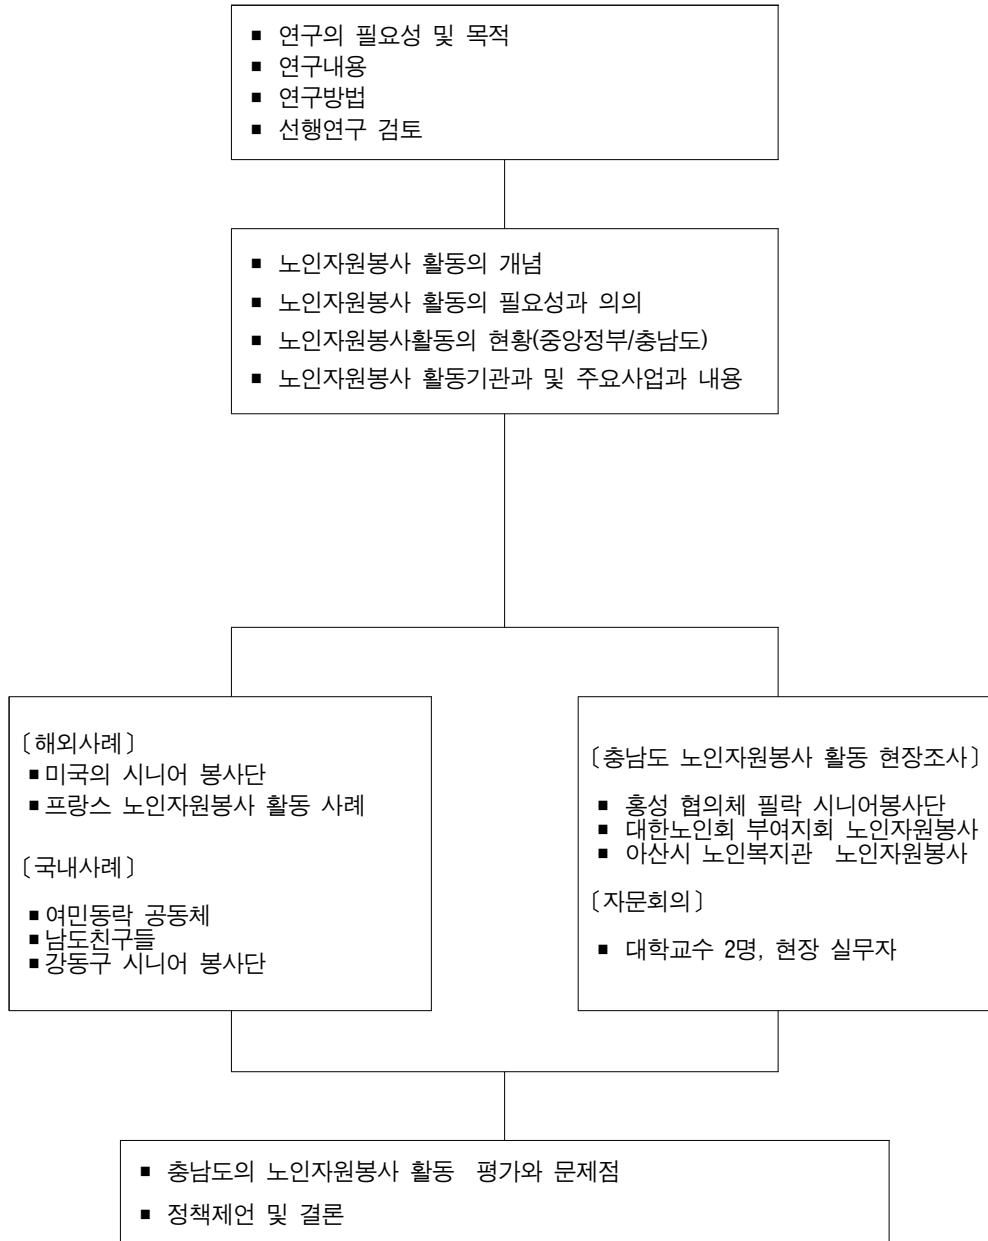 ■ 연구의 필요성 및 목적
■ 연구내용
■ 연구방법
■ 선행연구 검토
■ 노인자원봉사 활동의 개념
■ 노인자원봉사 활동의 필요성과 의의
■ 노인자원봉사활동의 현황(중앙정부/충남도)
■ 노인자원봉사 활동기관과 및 주요사업과 내용
〔해외사례〕
■ 미국의 시니어 봉사단
■ 프랑스 노인자원봉사 활동 사례
〔국내사례〕
■ 여민동락 공동체
■ 남도친구들
■ 강동구 시니어 봉사단
〔충남도 노인자원봉사 활동 현장조사〕
■ 홍성 협의체 필락 시니어봉사단
■ 대한노인회 부여지회 노인자원봉사
■ 아산시 노인복지관 노인자원봉사
〔자문회의〕
■ 대학교수 2명, 현장 실무자
■ 충남도의 노인자원봉사 활동 평가와 문제점
■ 정책제언 및 결론